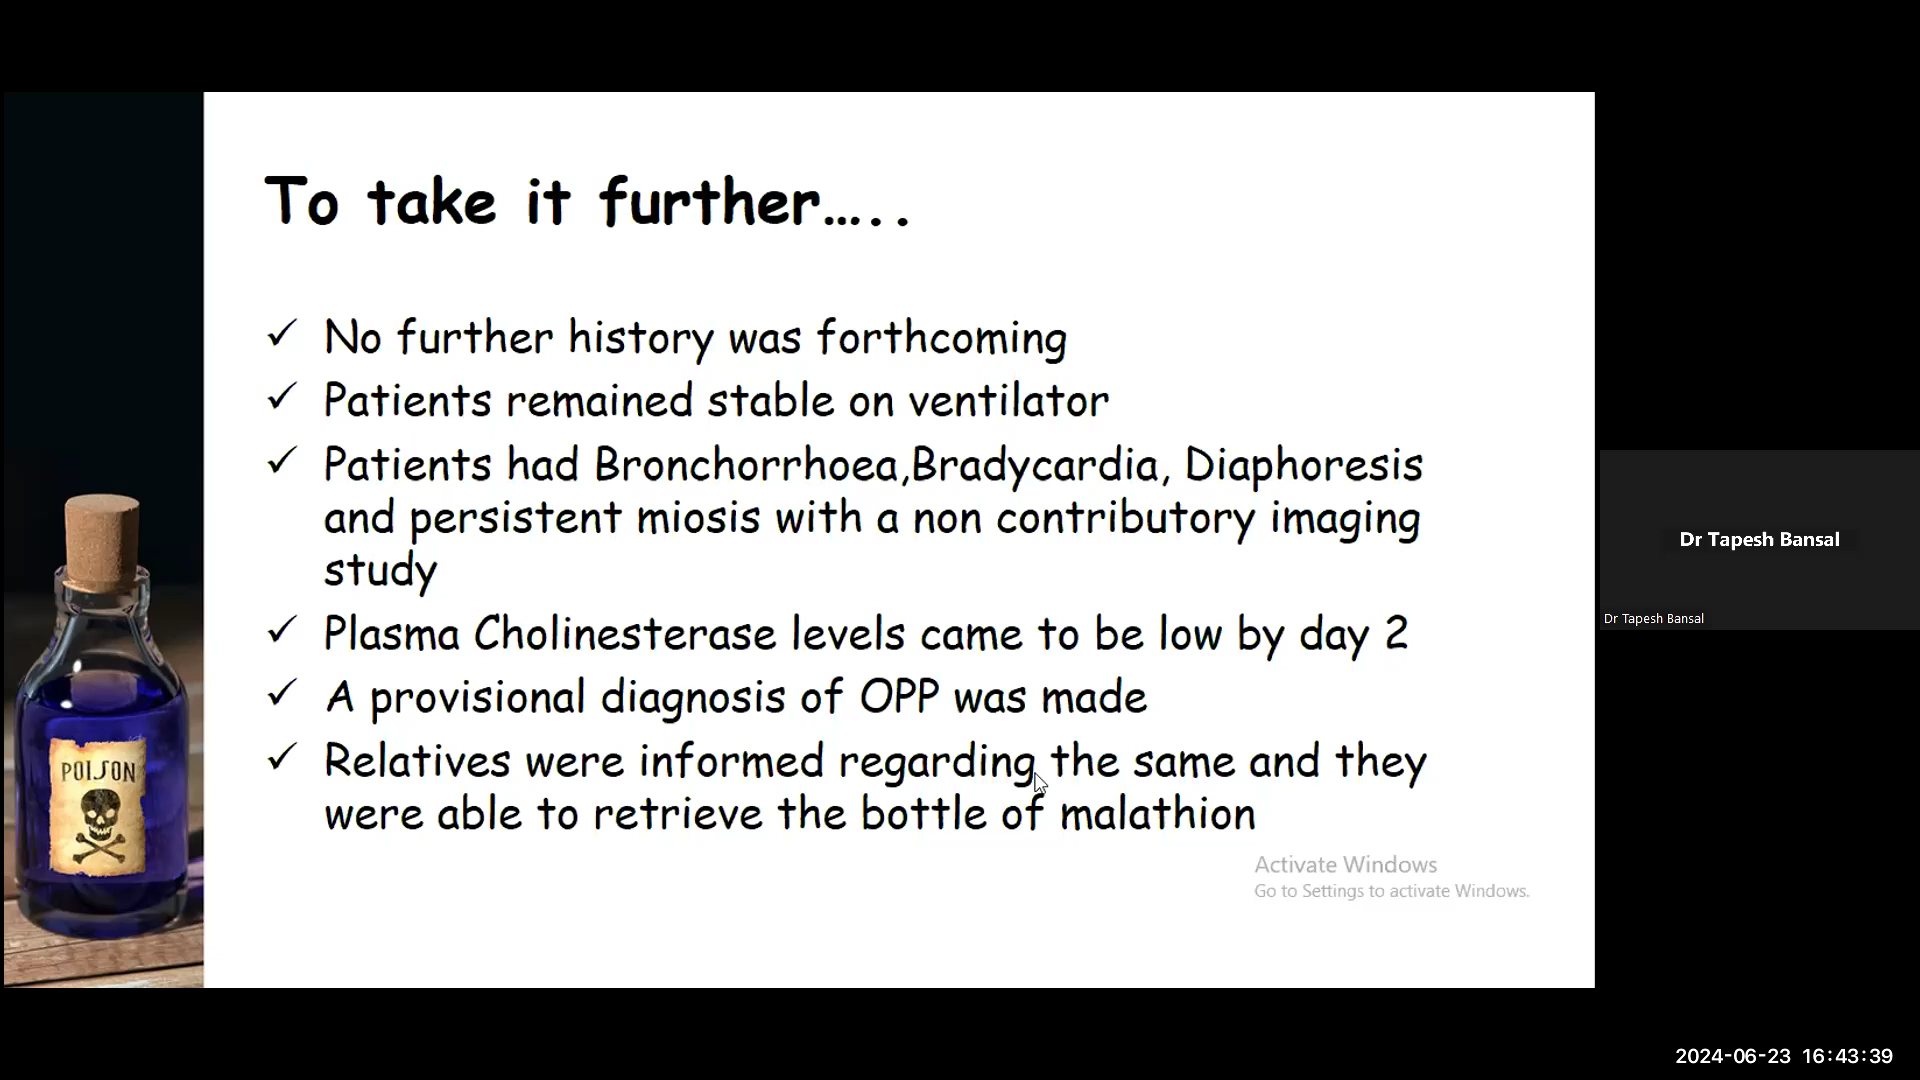 To take it further…..
✓ No further history was forthcoming
✓ Patients remained stable on ventilator
✓ Patients had Bronchorrhoea,Bradycardia, Diaphoresis
and persistent miosis with a non contributory imaging
study
✓ Plasma Cholinesterase levels came to be low by day 2
✓ A provisional diagnosis of OPP was made
✓ Relatives were informed regarding the same and they
were able to retrieve the bottle of malathion
POISON
Activate Windows
Go to Settings to activate Windows.
Dr Tapesh Bansal
Dr Tapesh Bansal
2024-06-23 16:43:39